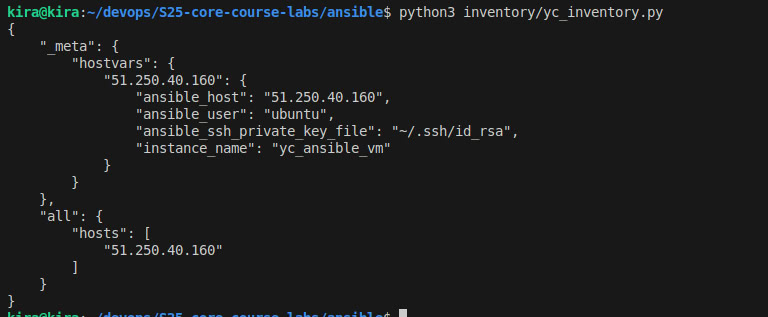 kira@kira:~/devops/S25-core-course-labs/ansible$ python3 inventory/yc_inventory.py
{
    "_meta": {
        "hostvars": {
            "51.250.40.160": {
                "ansible_host": "51.250.40.160",
                "ansible_user": "ubuntu",
                "ansible_ssh_private_key_file": "~/.ssh/id_rsa",
                "instance_name": "yc_ansible_vm"
            }
        }
    },
    "all": {
        "hosts": [
            "51.250.40.160"
        ]
    }
}
kira@kira:~/devops/S25-core-course-labs/ansible$